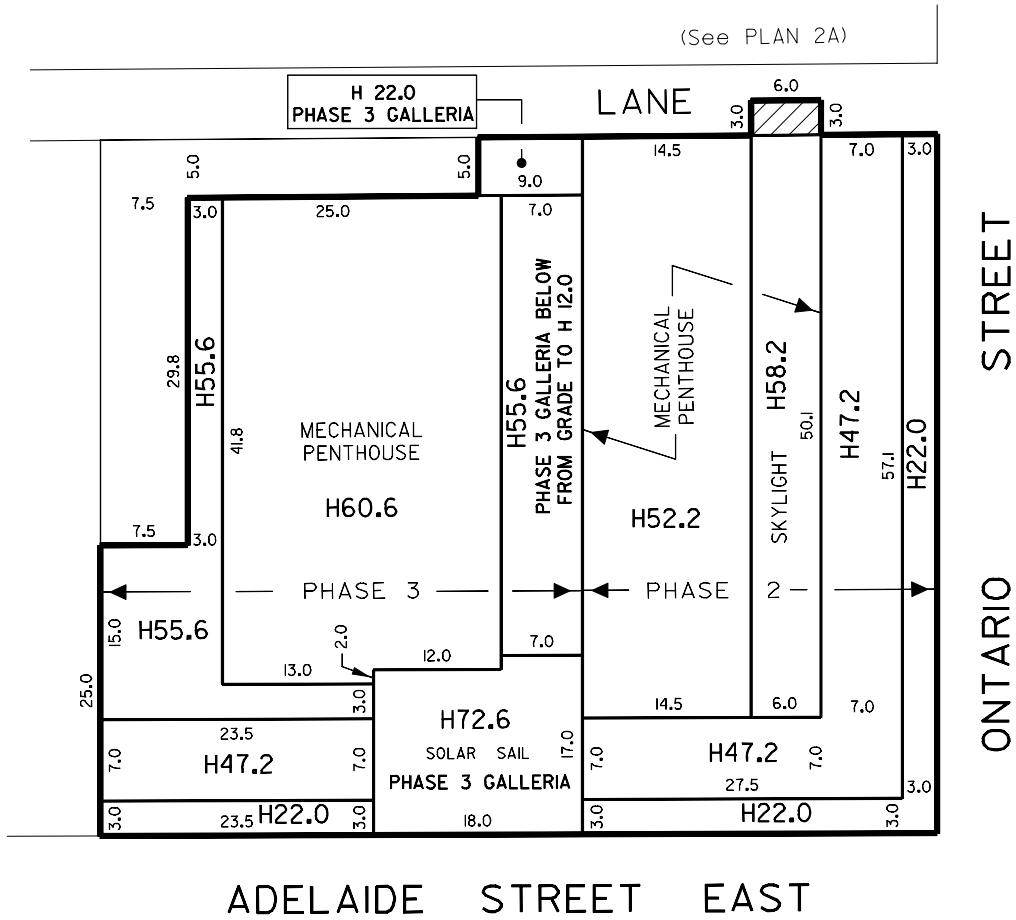 (See PLAN 2A)
H 22.0
PHASE 3 GALLERIA
LANE
6.0
3.0
3.0
5.0
5.0
9.0
14.5
7.0
3.0
7.5
3.0
25.0
7.0
29.8
H55.6
41.8
MECHANICAL
PENTHOUSE
H60.6
H55.6
PHASE 3 GALLERIA BELOW
FROM GRADE TO H 12.0
MECHANICAL
PENTHOUSE
H52.2
SKYLIGHT
H58.2
50.1
H47.2
57.1
H22.0
STREET
ONTARIO
7.5
3.0
PHASE 3
PHASE 2
15.0
H55.6
25.0
2.0
13.0
12.0
7.0
3.0
H72.6
SOLAR SAIL
PHASE 3 GALLERIA
17.0
14.5
6.0
7.0
23.5
7.0
H47.2
7.0
7.0
H47.2
7.0
27.5
3.0
3.0
23.5
H22.0
3.0
18.0
3.0
H22.0
3.0
ADELAIDE STREET EAST